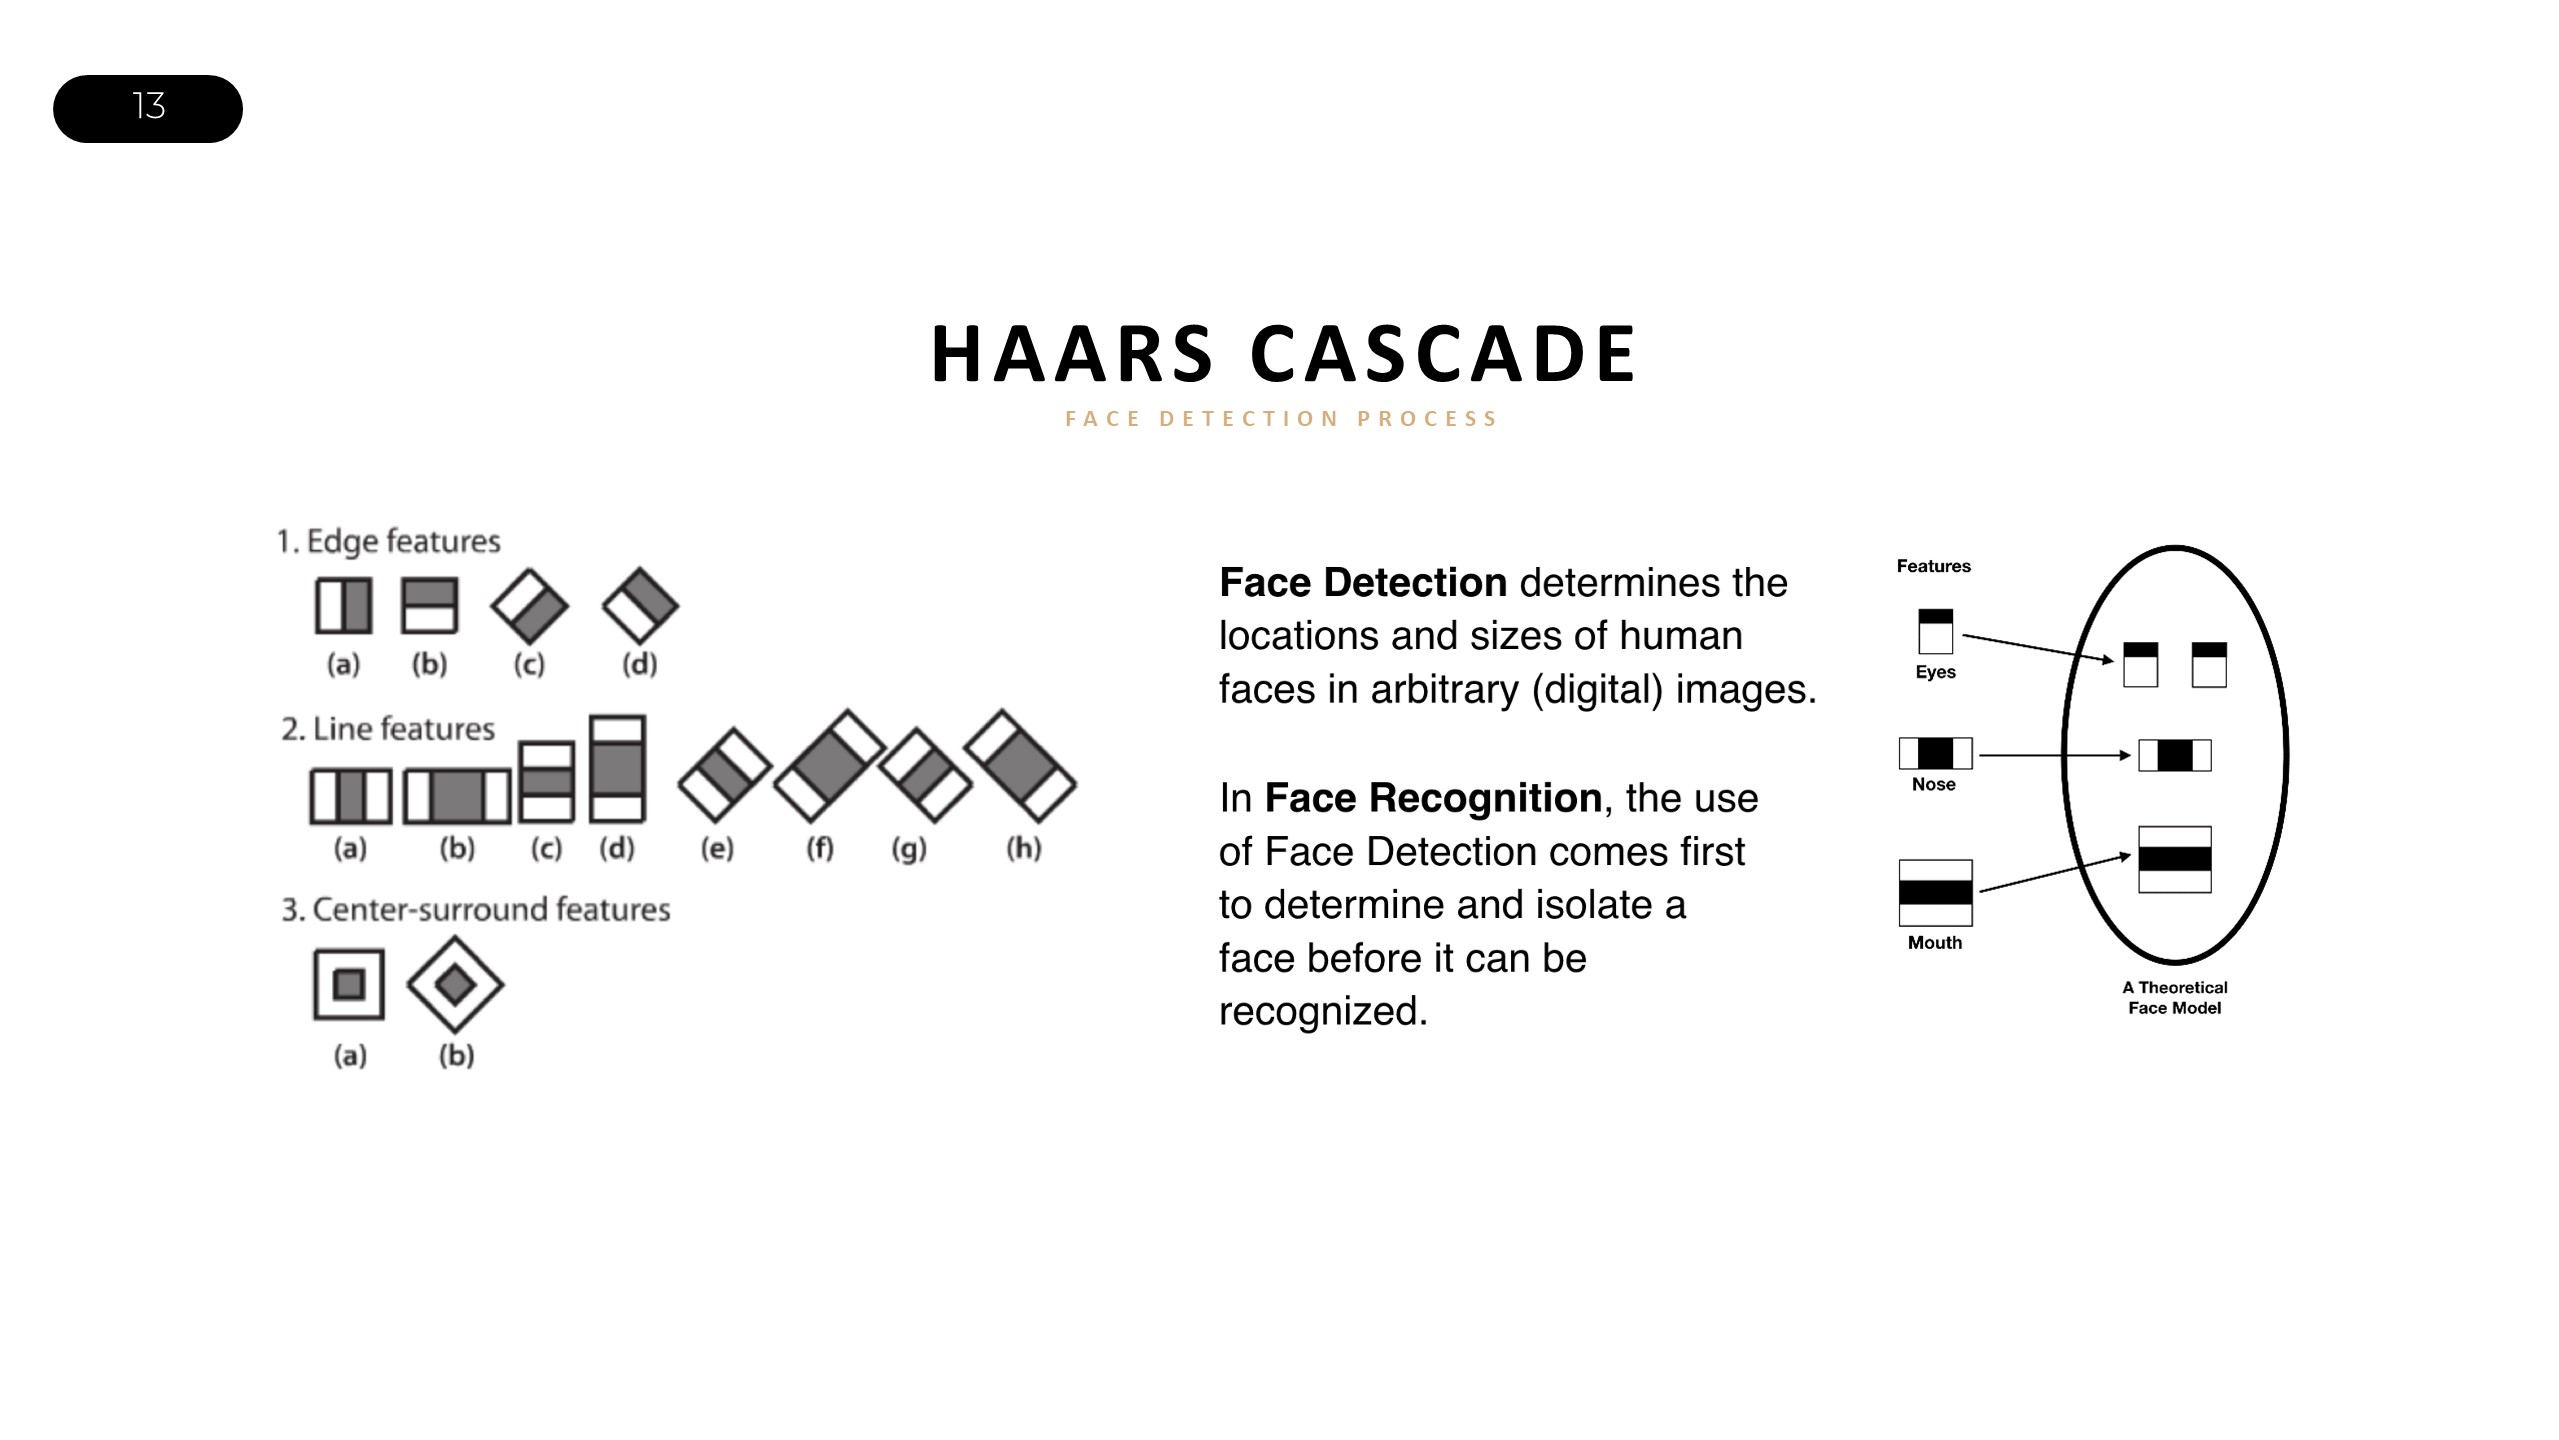 13
HAARS CASCADE
FACE DETECTION PROCESS
1. Edge features
(a) (b) (c) (d)
2. Line features
(a) (b) (c) (d) (e) (f) (g) (h)
3. Center-surround features
(a) (b)
Face Detection determines the
locations and sizes of human
faces in arbitrary (digital) images.
In Face Recognition, the use
of Face Detection comes first
to determine and isolate a
face before it can be
recognized.
Features
Eyes
Nose
Mouth
A Theoretical
Face Model